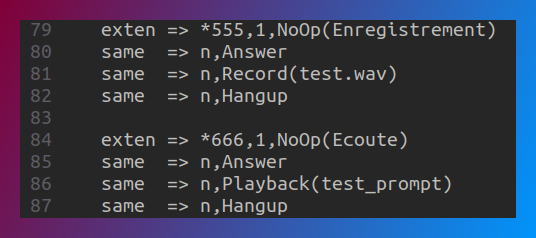 79 exten => *555,1,NoOp(Enregistrement)
80 same => n,Answer
81 same => n,Record(test.wav)
82 same => n,Hangup
83
84 exten => *666,1,NoOp(Ecoute)
85 same => n,Answer
86 same => n,Playback(test_prompt)
87 same => n,Hangup